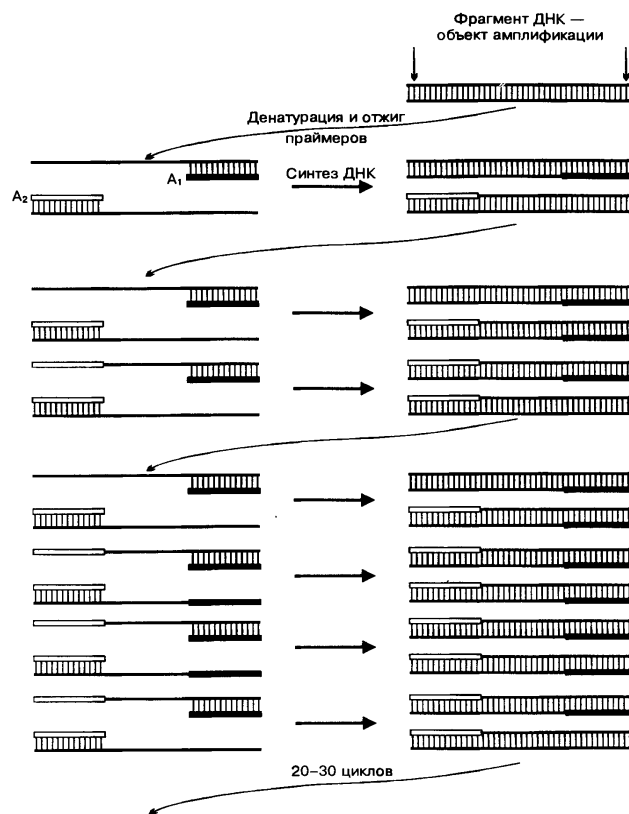 Фрагмент ДНК —
объект амплификации
Денатурация и отжиг
праймеров
A₁
Синтез ДНК
A₂
20–30 циклов